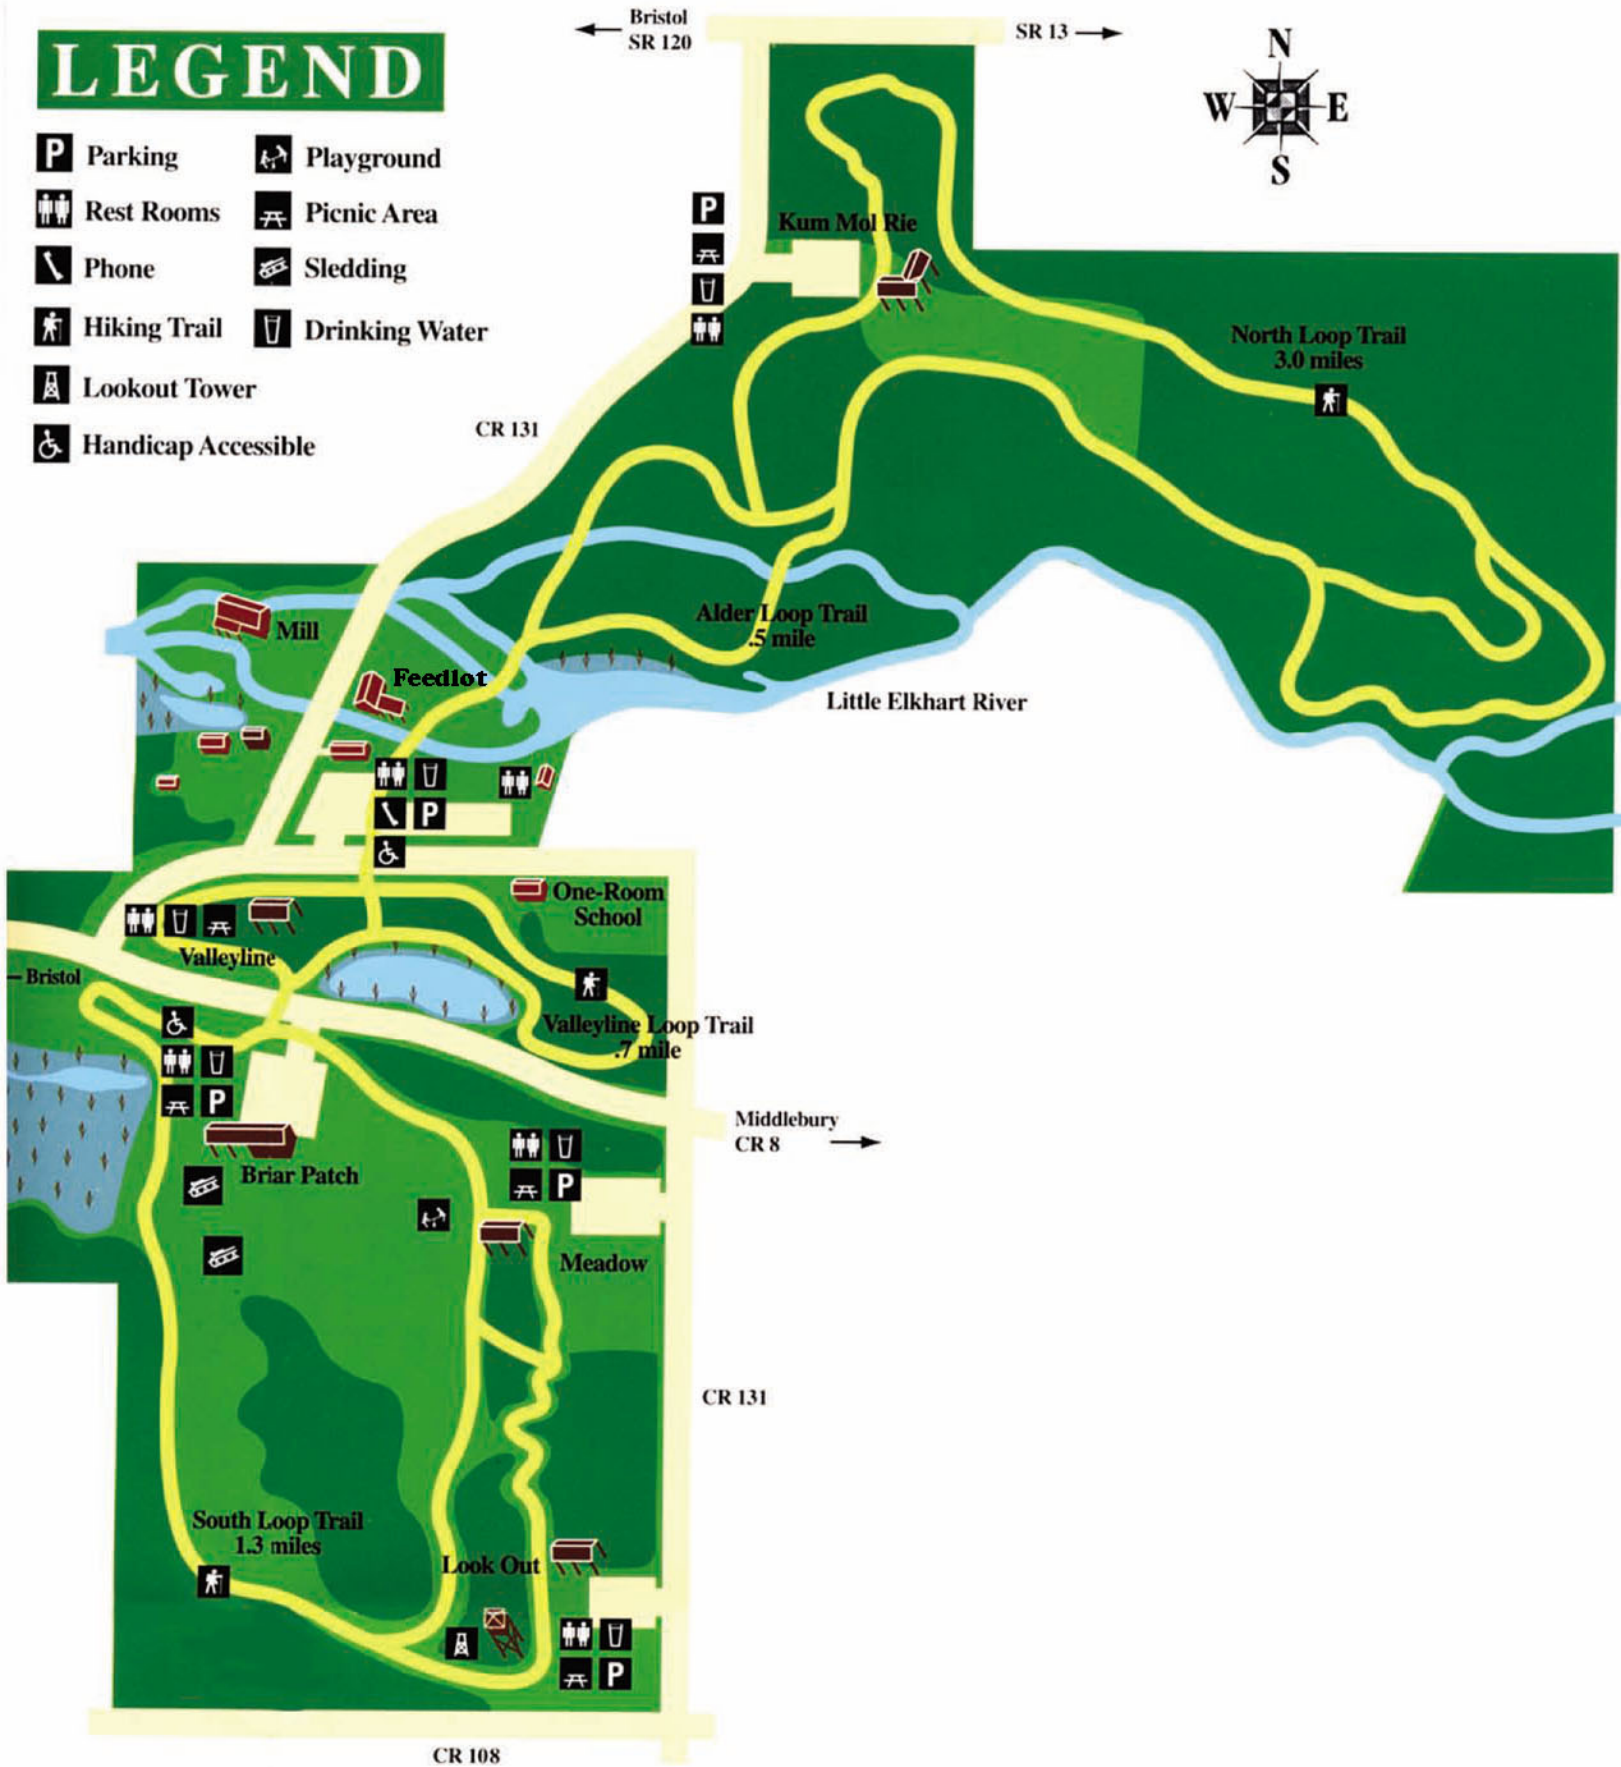 LEGEND
P Parking
Playground
Rest Rooms
Picnic Area
Phone
Sledding
Hiking Trail
Drinking Water
Lookout Tower
Handicap Accessible
Bristol
SR 120
SR 13
N
W E
S
P
Kum Mol Rie
North Loop Trail
3.0 miles
CR 131
Alder Loop Trail
.5 mile
Mill
Feedlot
Little Elkhart River
P
One-Room
School
Valleyline
Bristol
Valleyline Loop Trail
.7 mile
P
Middlebury
CR 8
Briar Patch
P
Meadow
CR 131
South Loop Trail
1.3 miles
Look Out
P
CR 108